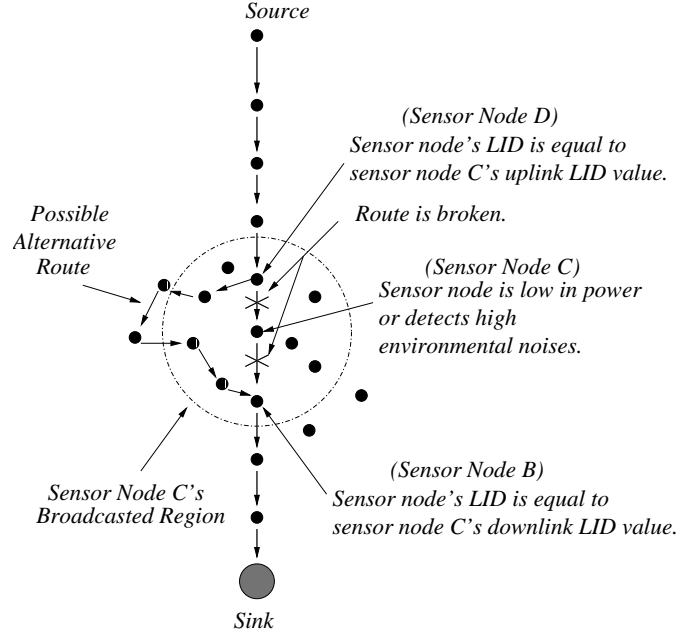 Source
(Sensor Node D)
Sensor node's LID is equal to
sensor node C's uplink LID value.
Possible
Alternative
Route
Route is broken.
(Sensor Node C)
Sensor node is low in power
or detects high
environmental noises.
Sensor Node C's
Broadcasted Region
(Sensor Node B)
Sensor node's LID is equal to
sensor node C's downlink LID value.
Sink